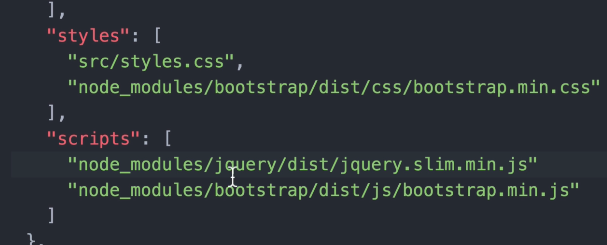 ],
"styles": [
"src/styles.css",
"node_modules/bootstrap/dist/css/bootstrap.min.css"
],
"scripts": [
"node_modules/jquery/dist/jquery.slim.min.js"
"node_modules/bootstrap/dist/js/bootstrap.min.js"
]
},